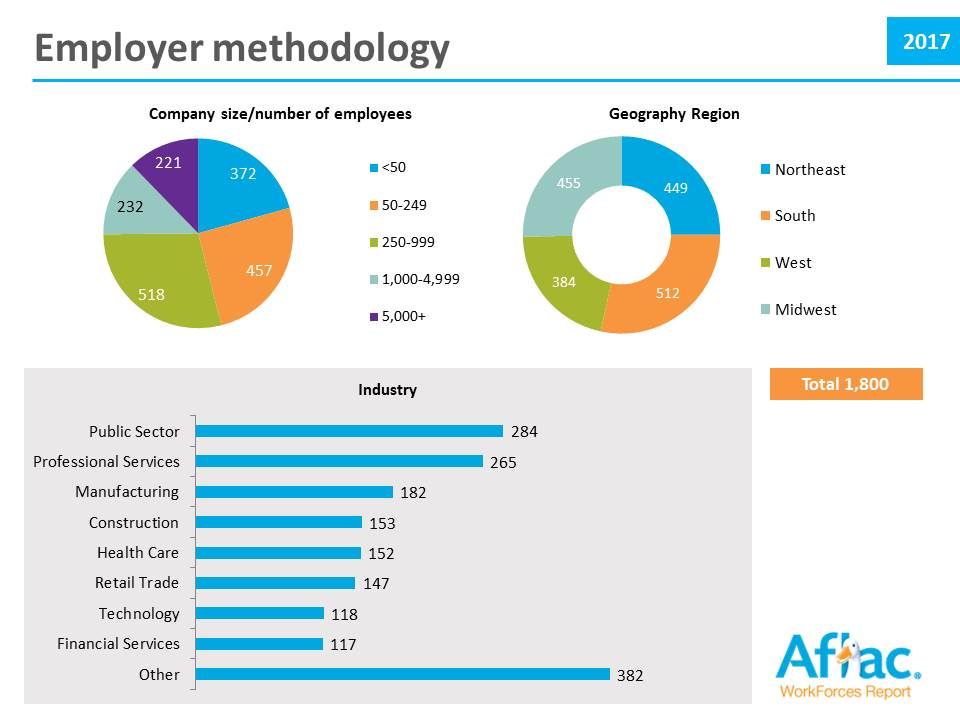 Employer methodology
2017
Company size/number of employees
372
457
518
232
221
<50
50-249
250-999
1,000-4,999
5,000+
Geography Region
449
512
384
455
Northeast
South
West
Midwest
Total 1,800
Industry
Public Sector 284
Professional Services 265
Manufacturing 182
Construction 153
Health Care 152
Retail Trade 147
Technology 118
Financial Services 117
Other 382
Aflac®
WorkForces Report